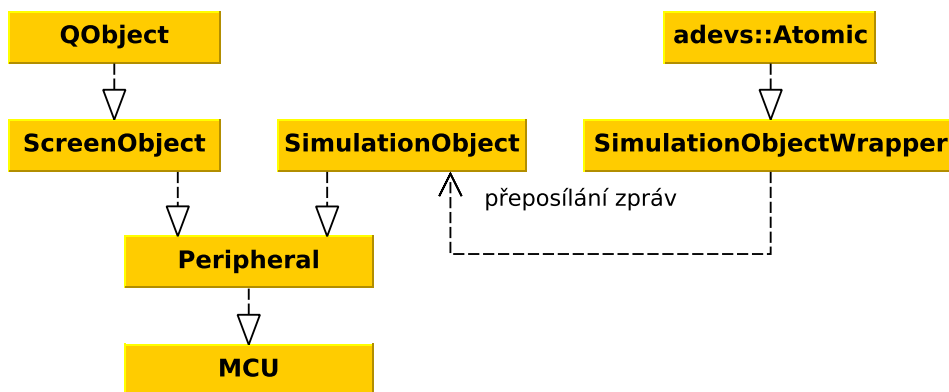 QObject
adevs::Atomic
ScreenObject
SimulationObject
SimulationObjectWrapper
přeposílání zpráv
Peripheral
MCU